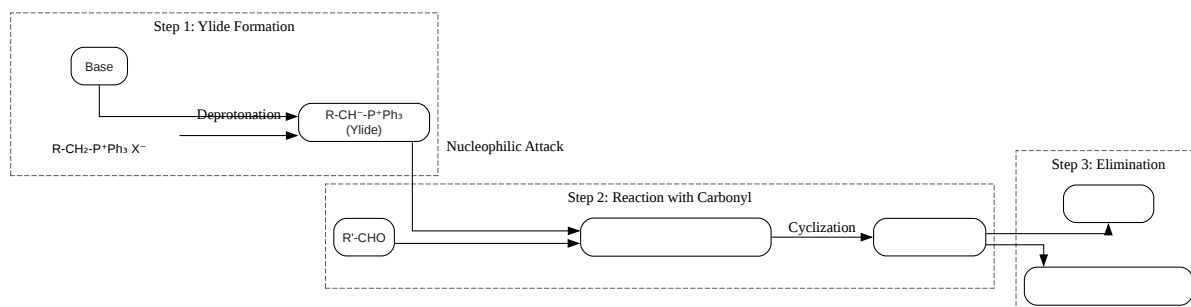 Step 1: Ylide Formation
Base
Deprotonation
R-CH⁻-P⁺Ph₃
(Ylide)
R-CH₂-P⁺Ph₃ X⁻
Nucleophilic Attack
Step 2: Reaction with Carbonyl
R'-CHO
Cyclization
Step 3: Elimination